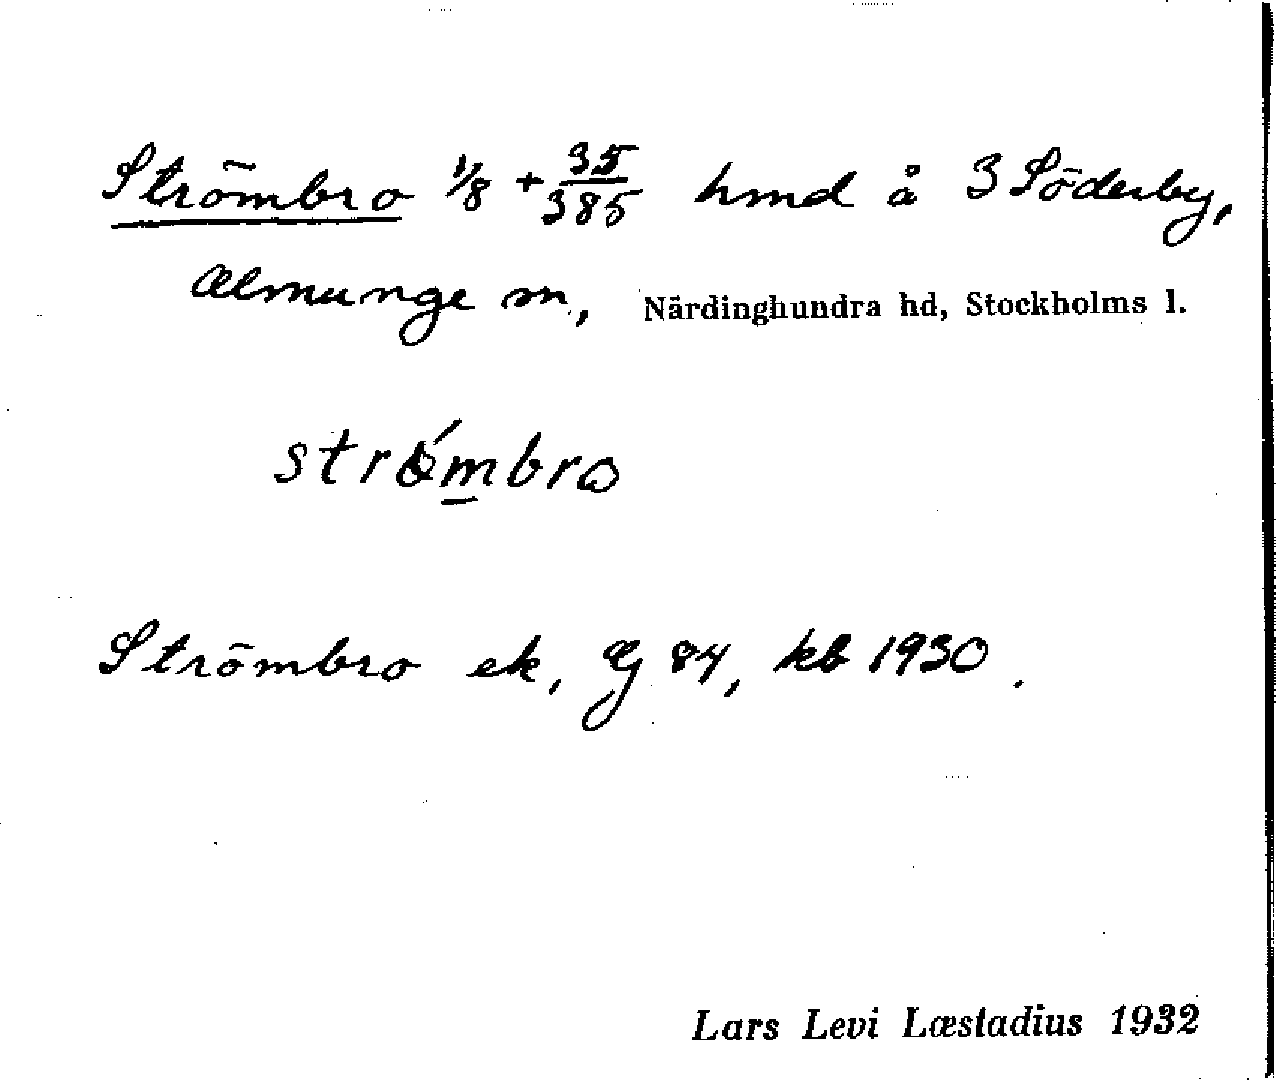 Strömbro 1/8 + 35/385 hmd å 3 Söderby,
Almunge sn, Närdinghundra hd, Stockholms l.
strömbro
Strömbro ek, 84, kb 1930.
Lars Levi Læstadius 1932